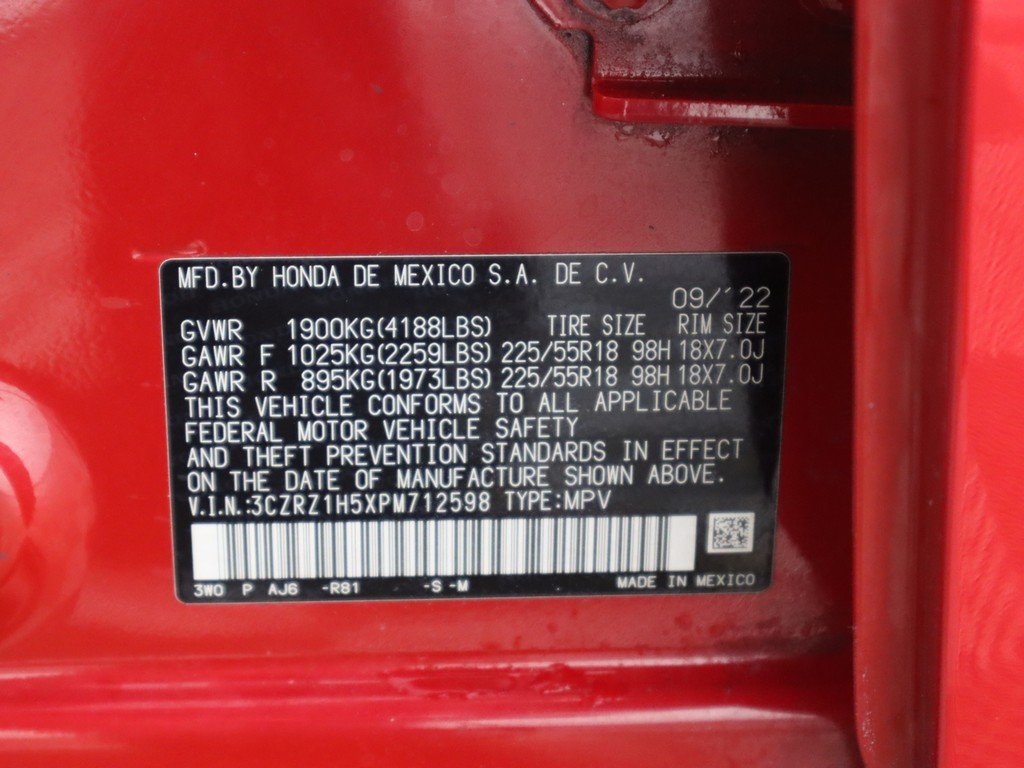 MFD.BY HONDA DE MEXICO S.A. DE C.V.
09/'22
GVWR 1900KG(4188LBS) TIRE SIZE RIM SIZE
GAWR F 1025KG(2259LBS) 225/55R18 98H 18X7.0J
GAWR R 895KG(1973LBS) 225/55R18 98H 18X7.0J
THIS VEHICLE CONFORMS TO ALL APPLICABLE
FEDERAL MOTOR VEHICLE SAFETY
AND THEFT PREVENTION STANDARDS IN EFFECT
ON THE DATE OF MANUFACTURE SHOWN ABOVE.
V.I.N.:3CZRZ1H5XPM712598 TYPE:MPV
3W0 P AJ6 -R81 -S -M MADE IN MEXICO